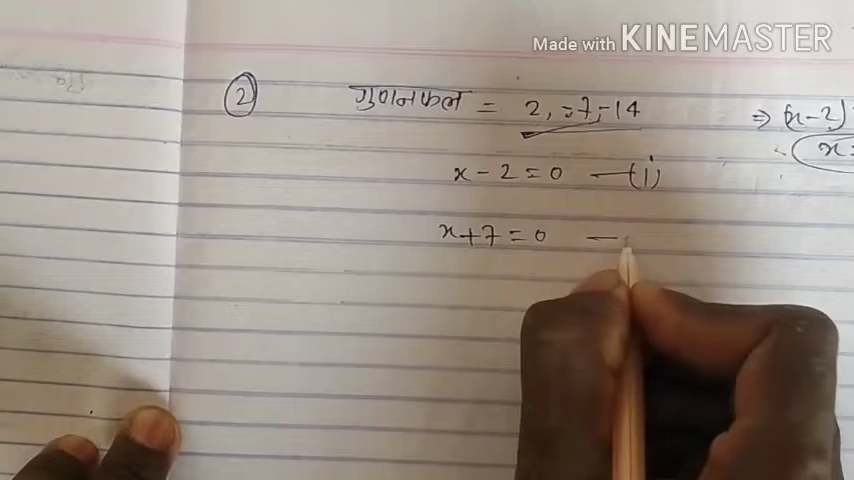 Made with KINEMASTER
(2) गुणनफल = 2, -7, -14
x - 2 = 0 —(i)
x + 7 = 0 —
⇒ (x-2)
x =